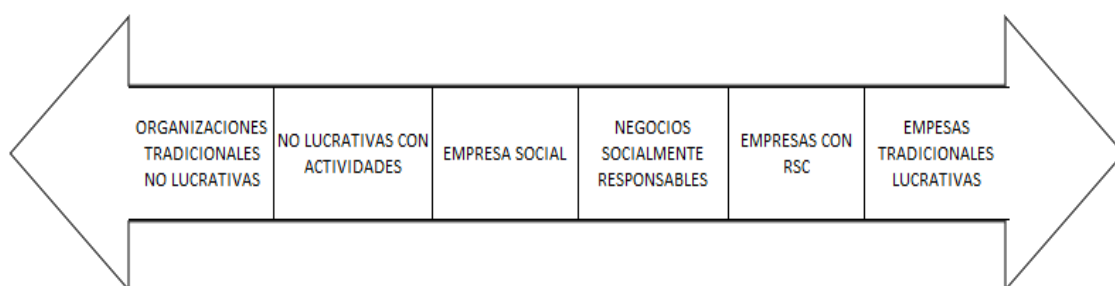 ORGANIZACIONES
TRADICIONALES
NO LUCRATIVAS
NO LUCRATIVAS CON
ACTIVIDADES
EMPRESA SOCIAL
NEGOCIOS
SOCIALMENTE
RESPONSABLES
EMPRESAS CON
RSC
EMPESAS
TRADICIONALES
LUCRATIVAS